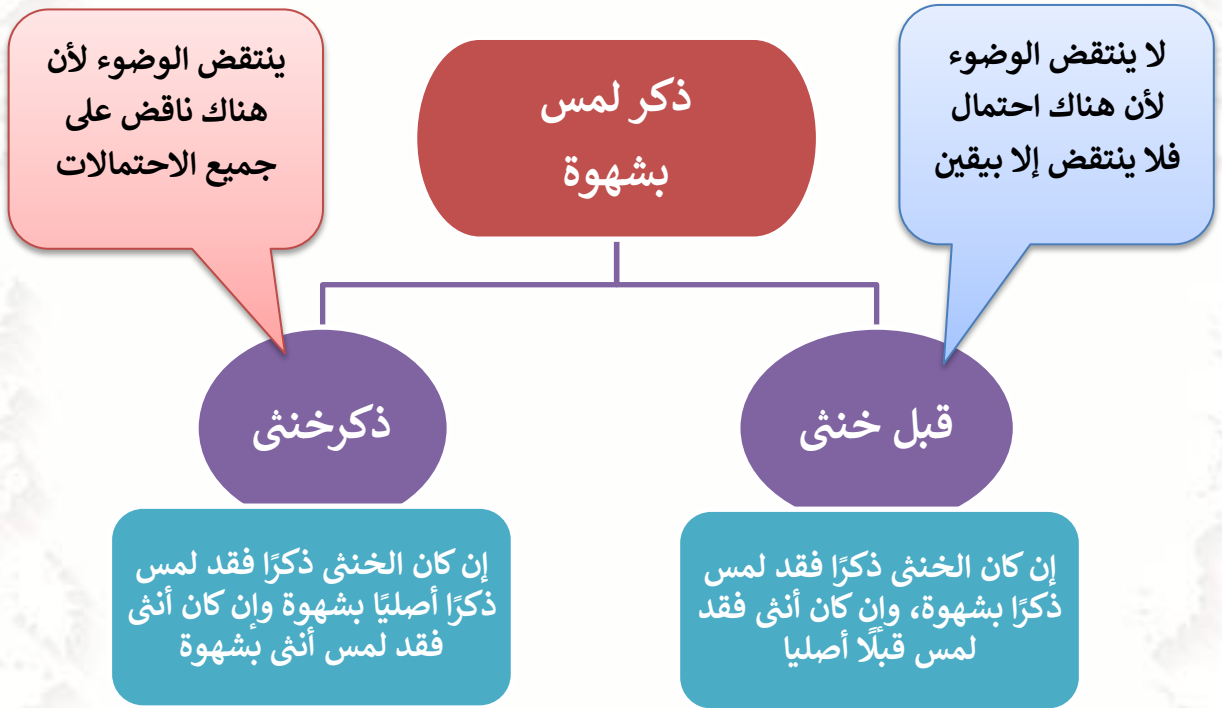 ذكر لمس
بشهوة
لا ينتقض الوضوء
لأن هناك احتمال
فلا ينتقض إلا بيقين
ينتقض الوضوء لأن
هناك ناقض على
جميع الاحتمالات
قبل خنثى
إن كان الخنثى ذكرًا فقد لمس
ذكرًا بشهوة، وإن كان أنثى فقد
لمس قبلًا أصليا
ذكرخنثى
إن كان الخنثى ذكرًا فقد لمس
ذكرًا أصليًا بشهوة وإن كان أنثى
فقد لمس أنثى بشهوة